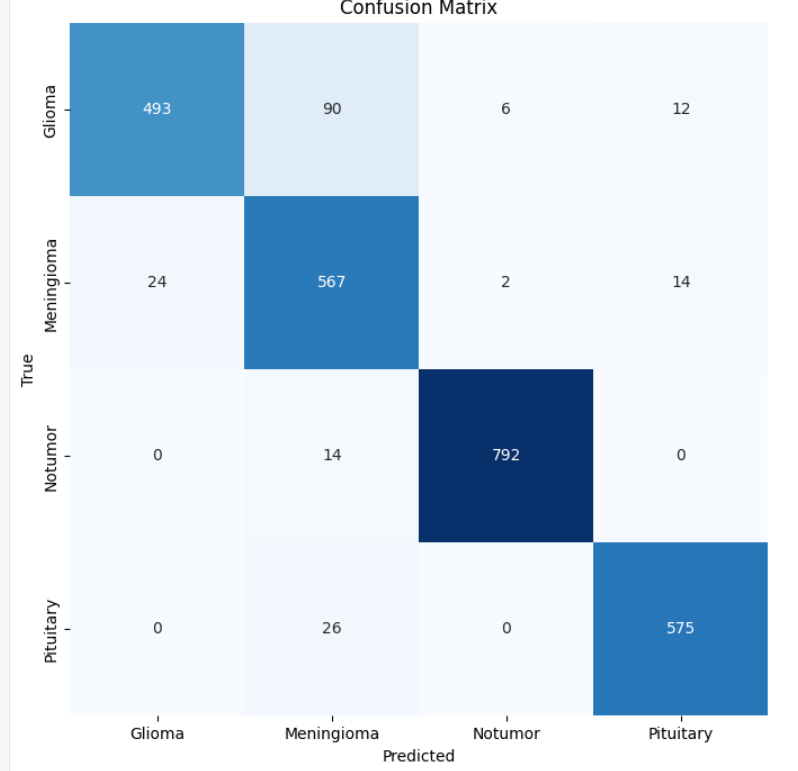 Confusion Matrix
Glioma
493 90 6 12
Meningioma
24 567 2 14
True
Notumor
0 14 792 0
Pituitary
0 26 0 575
Glioma Meningioma Notumor Pituitary
Predicted